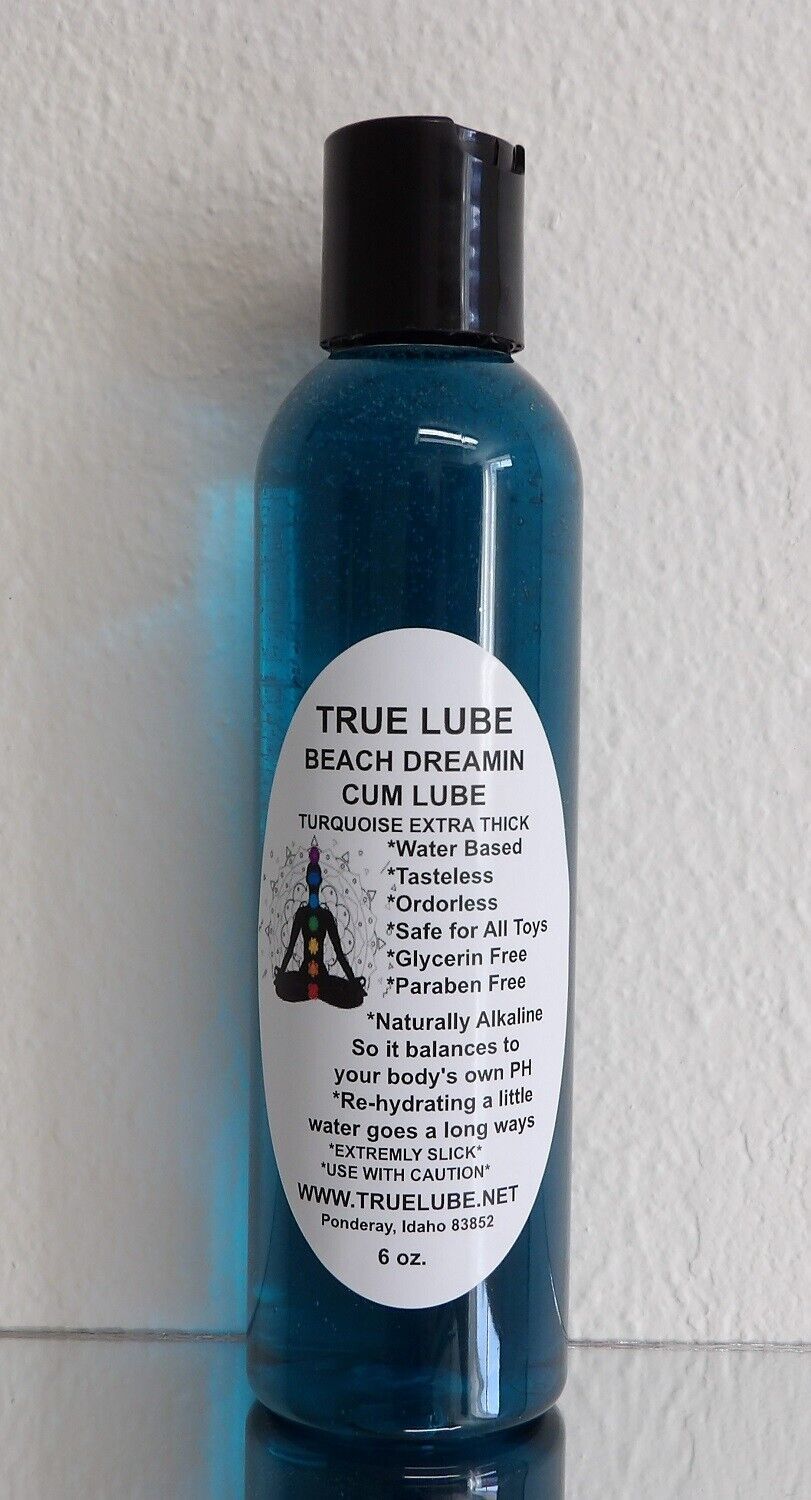 TRUE LUBE
BEACH DREAMIN
CUM LUBE
TURQUOISE EXTRA THICK
*Water Based
*Tasteless
*Ordorless
*Safe for All Toys
*Glycerin Free
*Paraben Free
*Naturally Alkaline
So it balances to
your body's own PH
*Re-hydrating a little
water goes a long ways
*EXTREMLY SLICK*
*USE WITH CAUTION*
WWW.TRUELUBE.NET
Ponderay, Idaho 83852
6 oz.